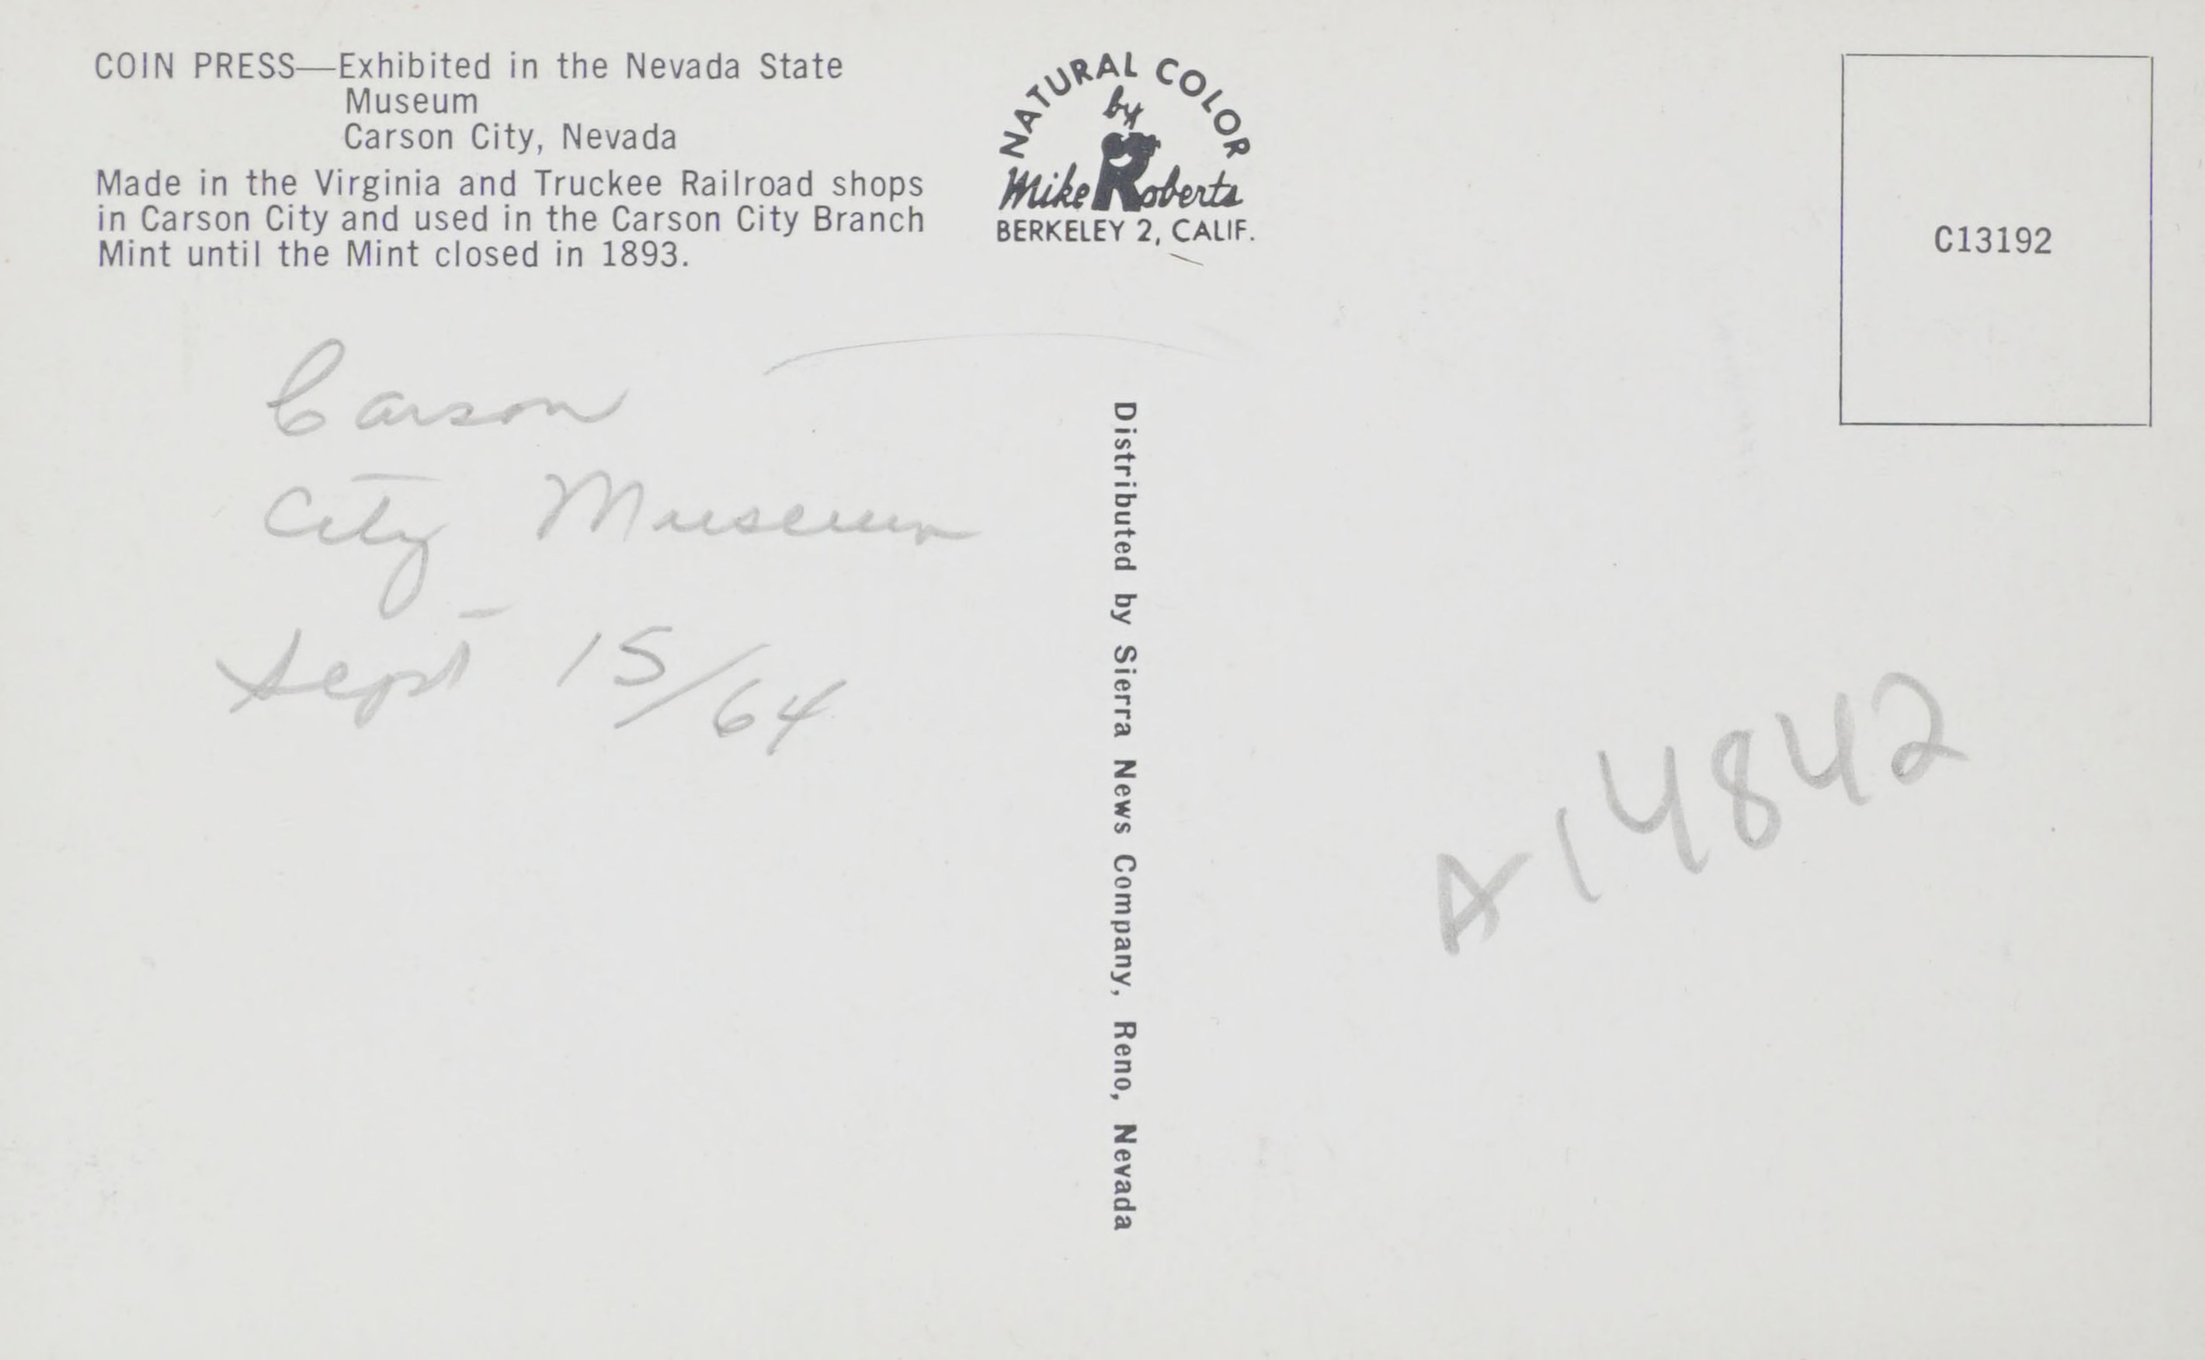 COIN PRESS—Exhibited in the Nevada State
Museum
Carson City, Nevada
Made in the Virginia and Truckee Railroad shops
in Carson City and used in the Carson City Branch
Mint until the Mint closed in 1893.
NATURAL COLOR
by
Mike Roberts
BERKELEY 2, CALIF.
C13192
Carson
City Museum
Sept 15/64
Distributed by Sierra News Company, Reno, Nevada
A14842